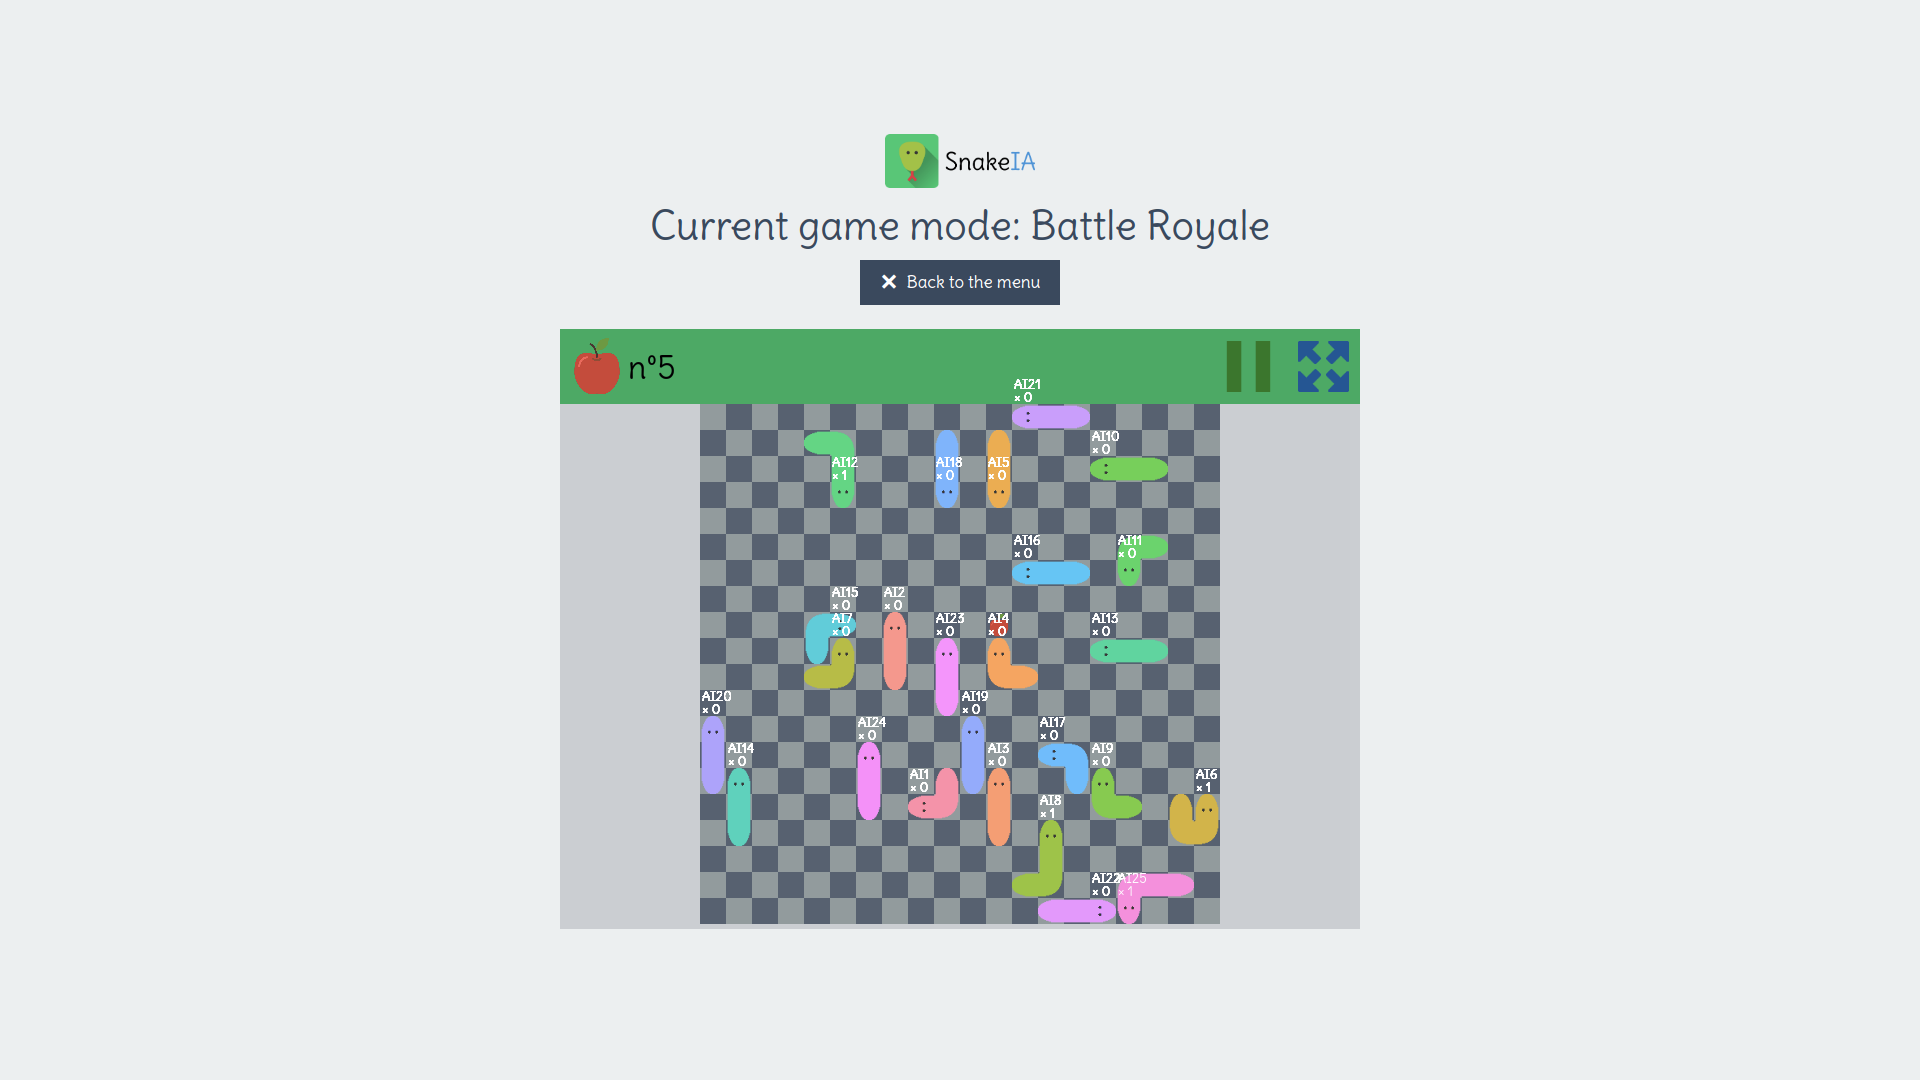 SnakeIA
Current game mode: Battle Royale
Back to the menu
n°5
AI21
× 0
AI10
× 0
AI12
× 1
AI18
× 0
AI5
× 0
AI16
× 0
AI11
× 0
AI15
× 0
AI2
× 0
AI7
× 0
AI23
× 0
AI4
× 0
AI13
× 0
AI20
× 0
AI19
× 0
AI24
× 0
AI17
× 0
AI14
× 0
AI3
× 0
AI9
× 0
AI1
× 0
AI6
× 1
AI8
× 1
AI22
× 0
AI25
× 1